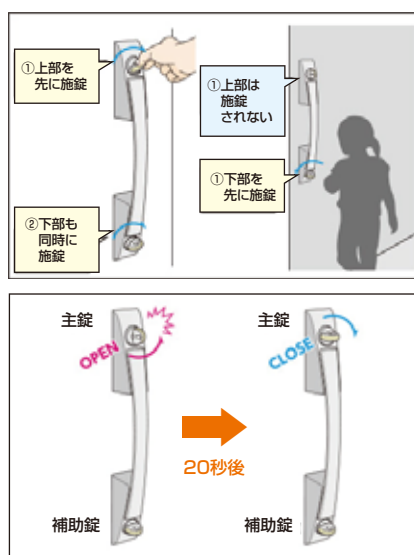 ①上部を
先に施錠
②下部も
同時に
施錠
①上部は
施錠
されない
①下部を
先に施錠
主錠
OPEN
補助錠
20秒後
主錠
CLOSE
補助錠